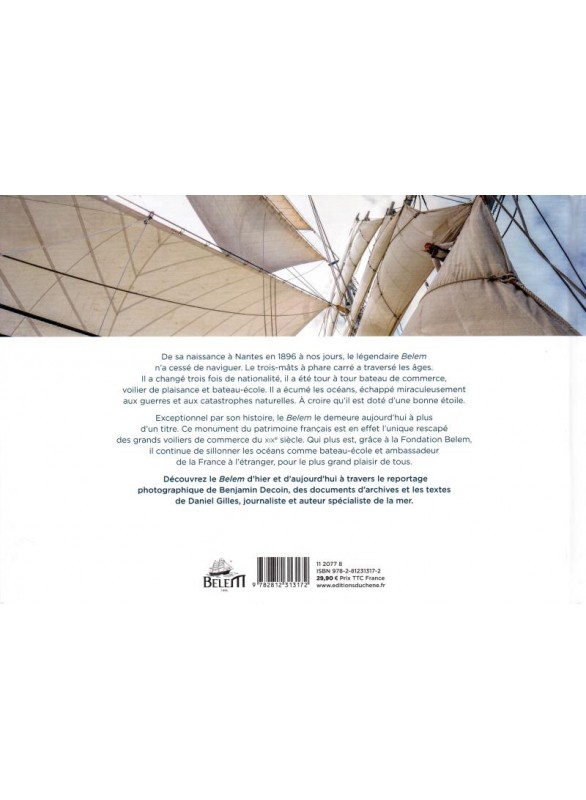 De sa naissance à Nantes en 1896 à nos jours, le légendaire Belem
n'a cessé de naviguer. Le trois-mâts à phare carré a traversé les âges.
Il a changé trois fois de nationalité, il a été tour à tour bateau de commerce,
voilier de plaisance et bateau-école. Il a écumé les océans, échappé miraculeusement
aux guerres et aux catastrophes naturelles. À croire qu'il est doté d'une bonne étoile.
Exceptionnel par son histoire, le Belem le demeure aujourd'hui à plus
d'un titre. Ce monument du patrimoine français est en effet l'unique rescapé
des grands voiliers de commerce du XIXe siècle. Qui plus est, grâce à la Fondation Belem,
il continue de sillonner les océans comme bateau-école et ambassadeur
de la France à l'étranger, pour le plus grand plaisir de tous.
Découvrez le Belem d'hier et d'aujourd'hui à travers le reportage
photographique de Benjamin Decoin, des documents d'archives et les textes
de Daniel Gilles, journaliste et auteur spécialiste de la mer.
BELEM
1896
9 782812 313172
11 2077 8
ISBN 978-2-81231317-2
29,90 € Prix TTC France
www.editionsduchene.fr